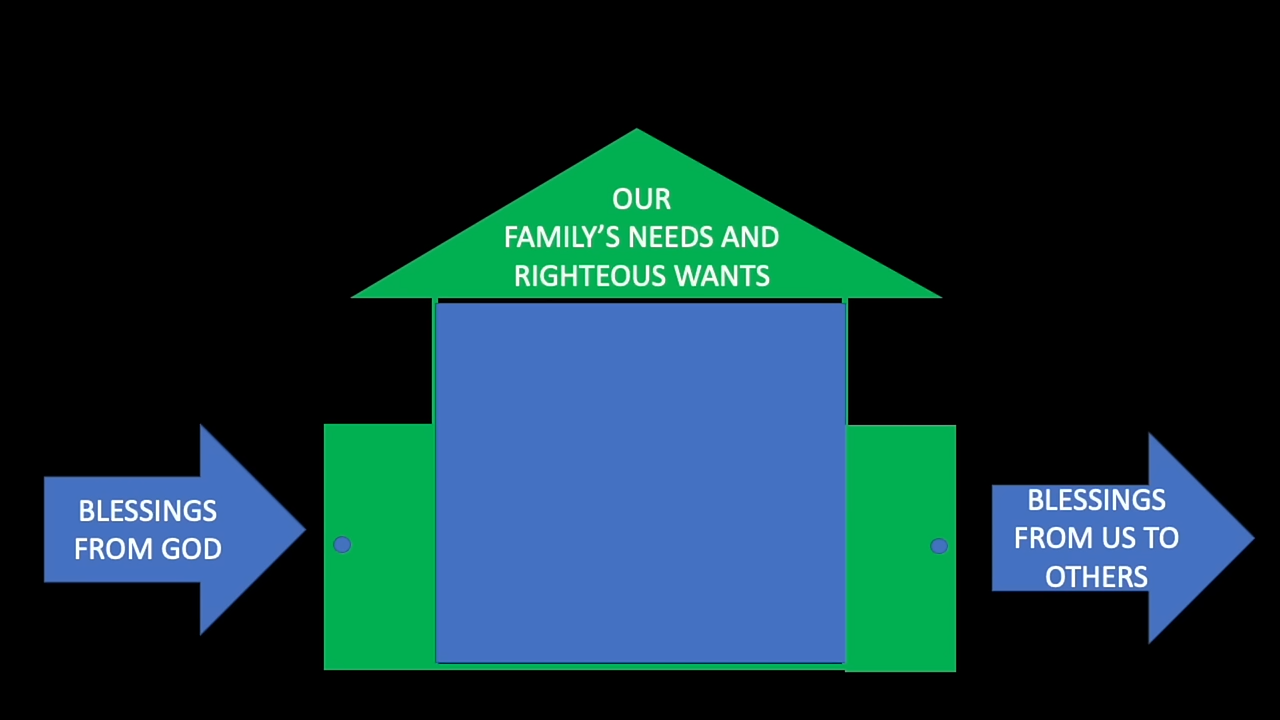 OUR
FAMILY’S NEEDS AND
RIGHTEOUS WANTS
BLESSINGS
FROM GOD
BLESSINGS
FROM US TO
OTHERS